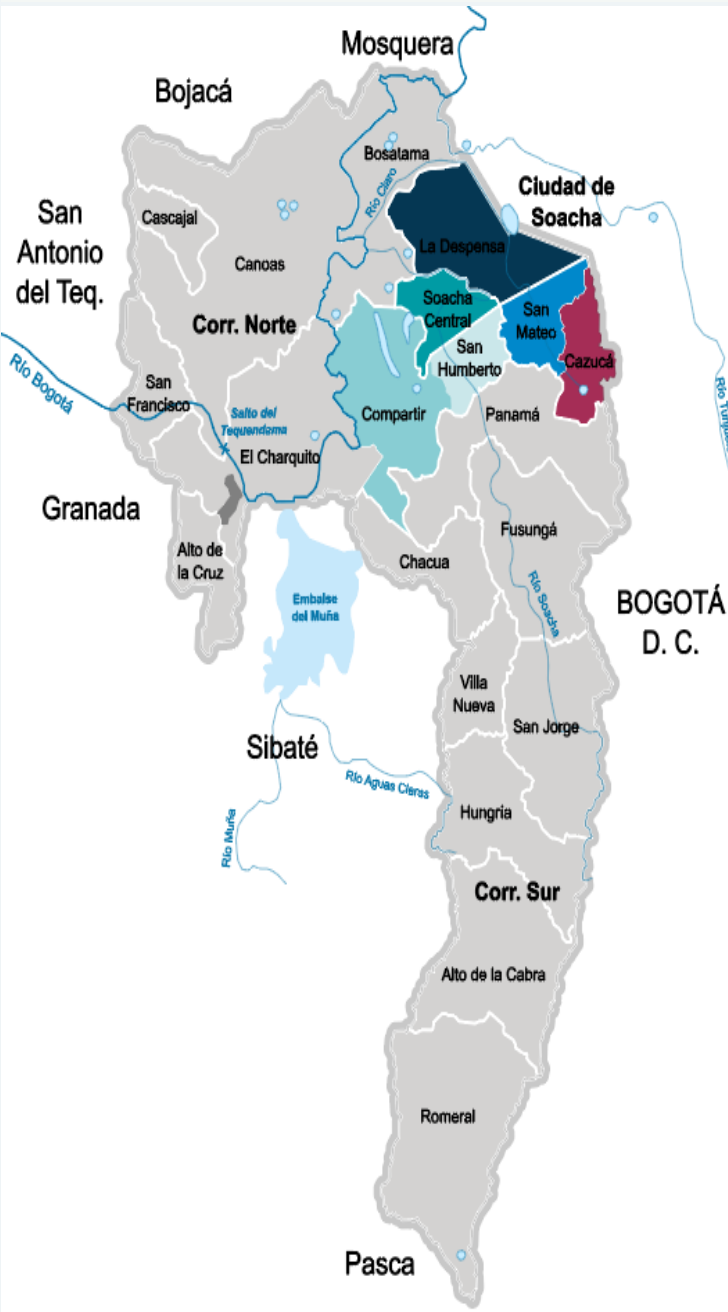 Mosquera
Bojacá
Bosatama
Río Claro
Ciudad de
Soacha
San
Antonio
del Teq.
Cascajal
La Despensa
Canoas
Soacha
Central
San
Mateo
Corr. Norte
San
Humberto
Cazucá
Río Bogotá
San
Francisco
Salto del
Tequendama
Compartir
Panamá
El Charquito
Granada
Fusungá
Alto de
la Cruz
Chacua
Embalse
del Muña
Río Soacha
BOGOTÁ
D. C.
Villa
Nueva
San Jorge
Sibaté
Río Aguas Claras
Río Muña
Hungria
Corr. Sur
Alto de la Cabra
Romeral
Pasca